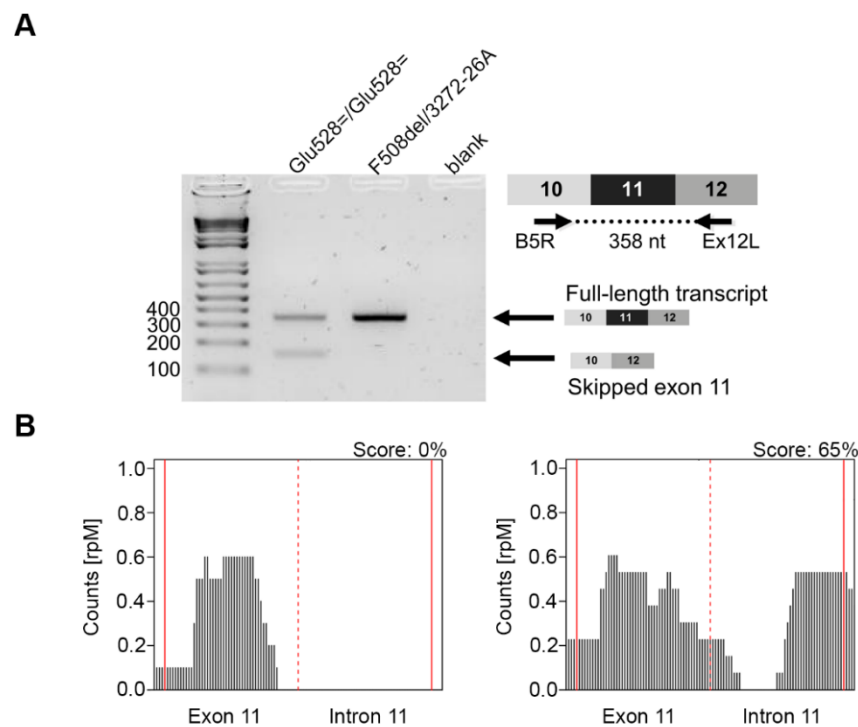 A
Glu528=/Glu528=
F508del/3272-26A
blank
10 11 12
B5R 358 nt Ex12L
400
300
200
100
Full-length transcript
10 11 12
10 12
Skipped exon 11
B
Score: 0%
Counts [rpM]
1.0
0.8
0.6
0.4
0.2
0.0
Exon 11 Intron 11
Score: 65%
Counts [rpM]
1.0
0.8
0.6
0.4
0.2
0.0
Exon 11 Intron 11